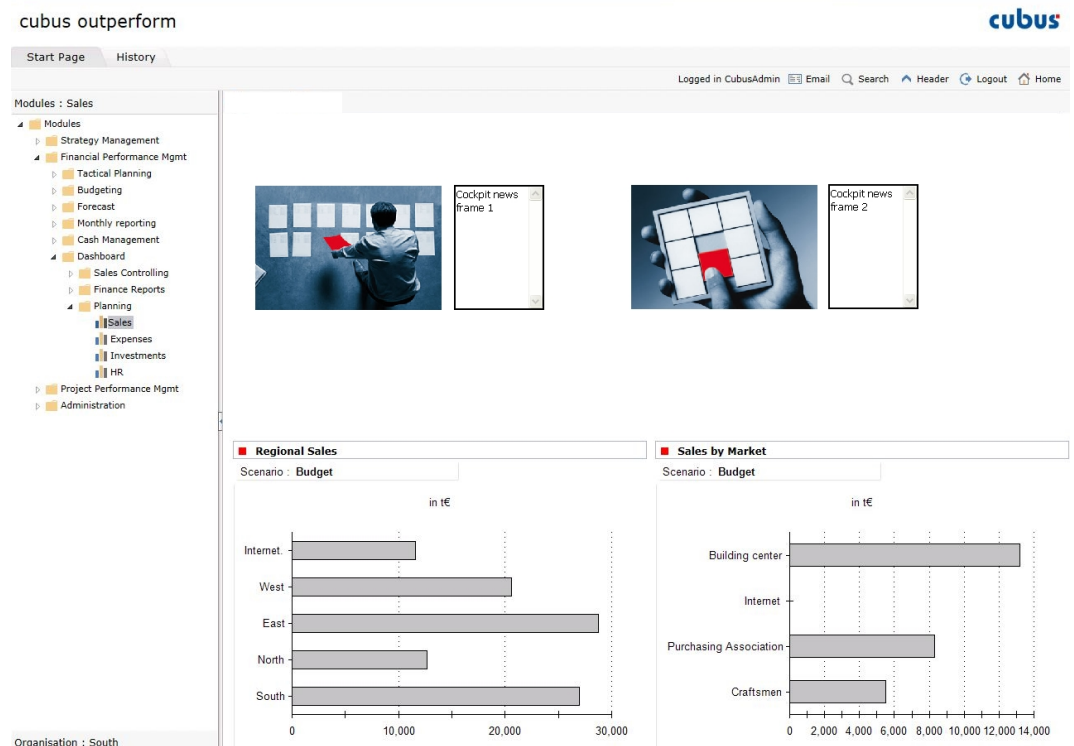 cubus outperform
cubus
Start Page
History
Logged in CubusAdmin
Email
Search
Header
Logout
Home
Modules : Sales
Modules
Strategy Management
Financial Performance Mgmt
Tactical Planning
Budgeting
Forecast
Monthly reporting
Cash Management
Dashboard
Sales Controlling
Finance Reports
Planning
Sales
Expenses
Investments
HR
Project Performance Mgmt
Administration
Organisation : South
Cockpit news
frame 1
Cockpit news
frame 2
Regional Sales
Scenario : Budget
in t€
Internet.
West
East
North
South
0 10,000 20,000 30,000
Sales by Market
Scenario : Budget
in t€
Building center
Internet
Purchasing Association
Craftsmen
0 2,000 4,000 6,000 8,000 10,000 12,000 14,000